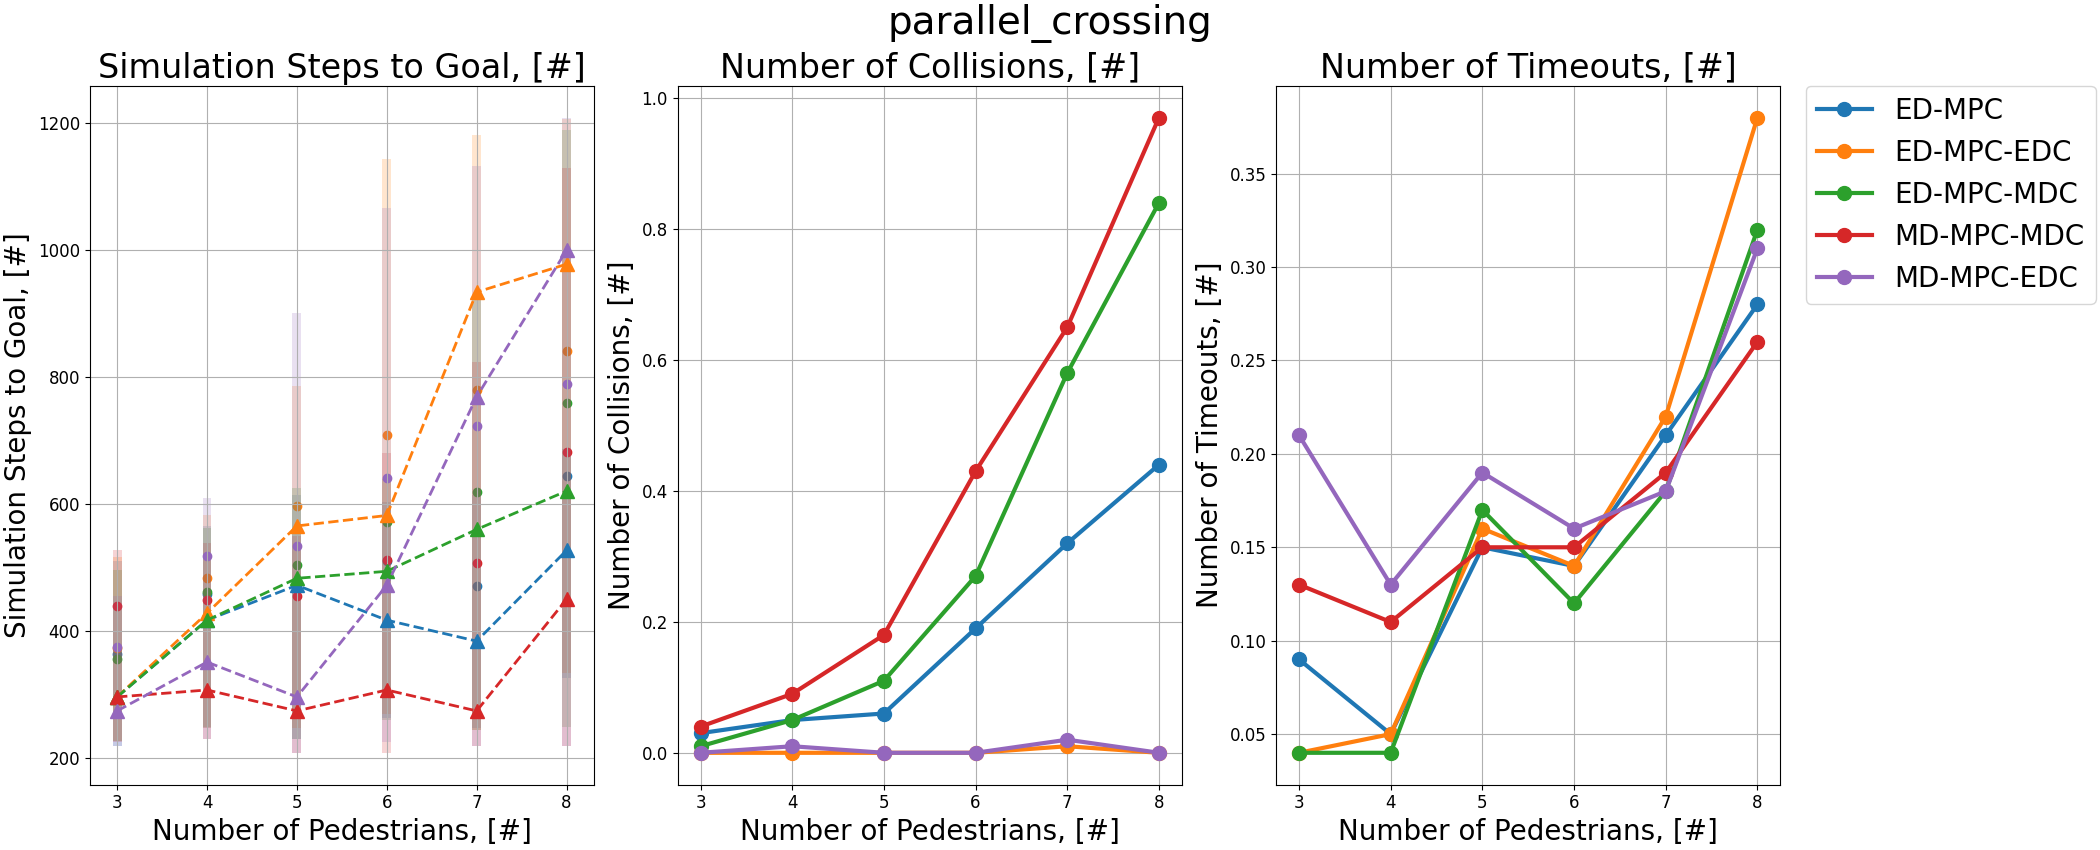 parallel_crossing
Simulation Steps to Goal, [#]
Simulation Steps to Goal, [#]
1200
1000
800
600
400
200
3 4 5 6 7 8
Number of Pedestrians, [#]
Number of Collisions, [#]
Number of Collisions, [#]
1.0
0.8
0.6
0.4
0.2
0.0
3 4 5 6 7 8
Number of Pedestrians, [#]
Number of Timeouts, [#]
Number of Timeouts, [#]
0.35
0.30
0.25
0.20
0.15
0.10
0.05
3 4 5 6 7 8
Number of Pedestrians, [#]
ED-MPC
ED-MPC-EDC
ED-MPC-MDC
MD-MPC-MDC
MD-MPC-EDC